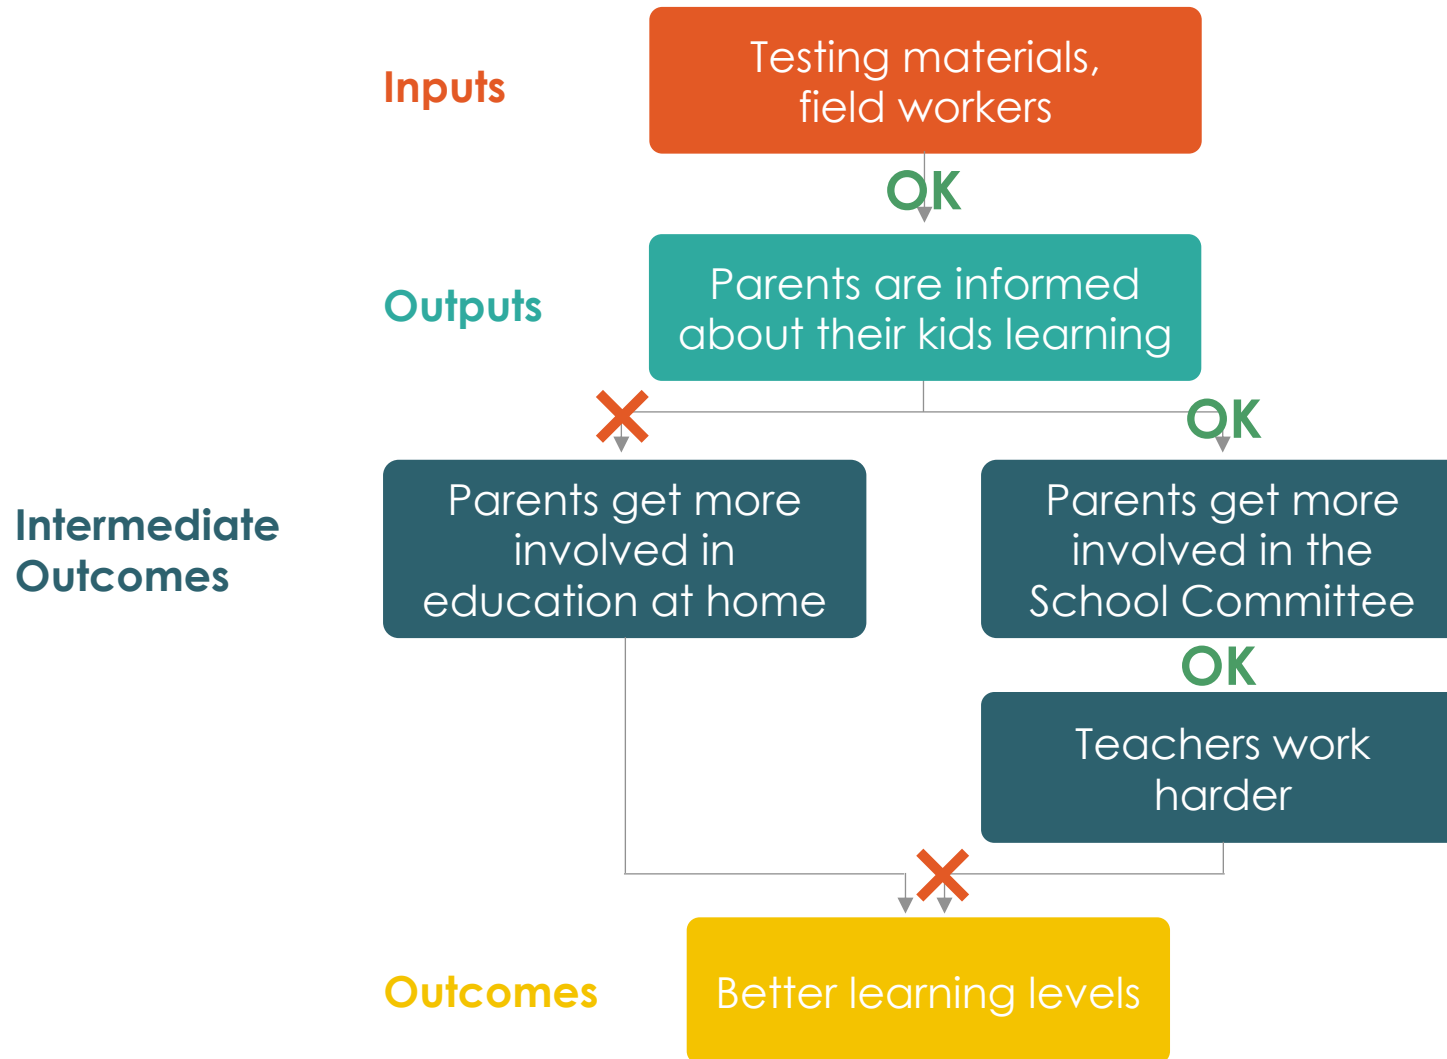 Inputs
Testing materials,
field workers
OK
Outputs
Parents are informed
about their kids learning
OK
Intermediate
Outcomes
Parents get more
involved in
education at home
Parents get more
involved in the
School Committee
OK
Teachers work
harder
Outcomes
Better learning levels